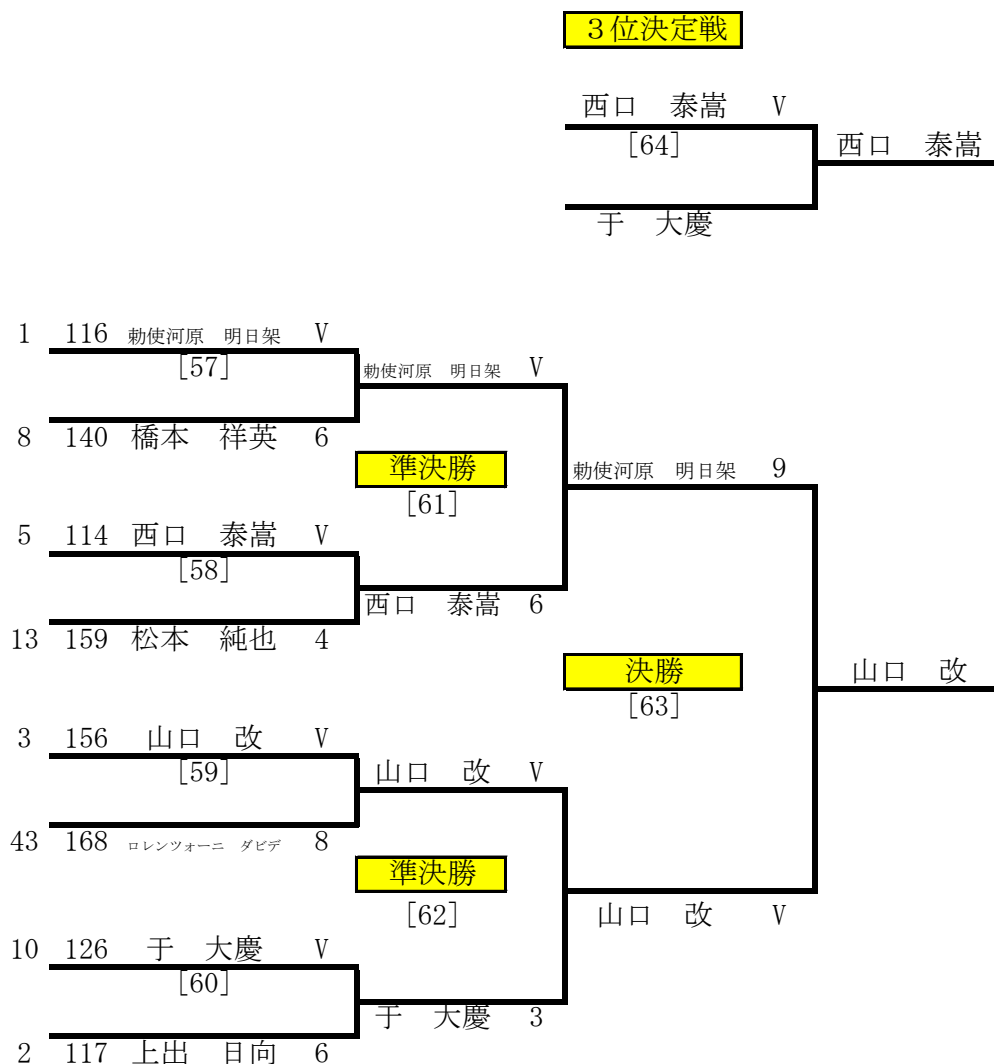 ３位決定戦
西口　泰嵩　V
[64]
西口　泰嵩
于　大慶
1 116 勅使河原　明日架 V
[57]
勅使河原　明日架 V
8 140 橋本　祥英 6
準決勝
勅使河原　明日架 9
[61]
5 114 西口　泰嵩 V
[58]
西口　泰嵩 6
13 159 松本　純也 4
決勝
山口　改
[63]
3 156 山口　改 V
[59]
山口　改 V
43 168 ロレンツォーニ　ダビデ 8
準決勝
[62]
山口　改 V
10 126 于　大慶 V
[60]
于　大慶 3
2 117 上出　日向 6